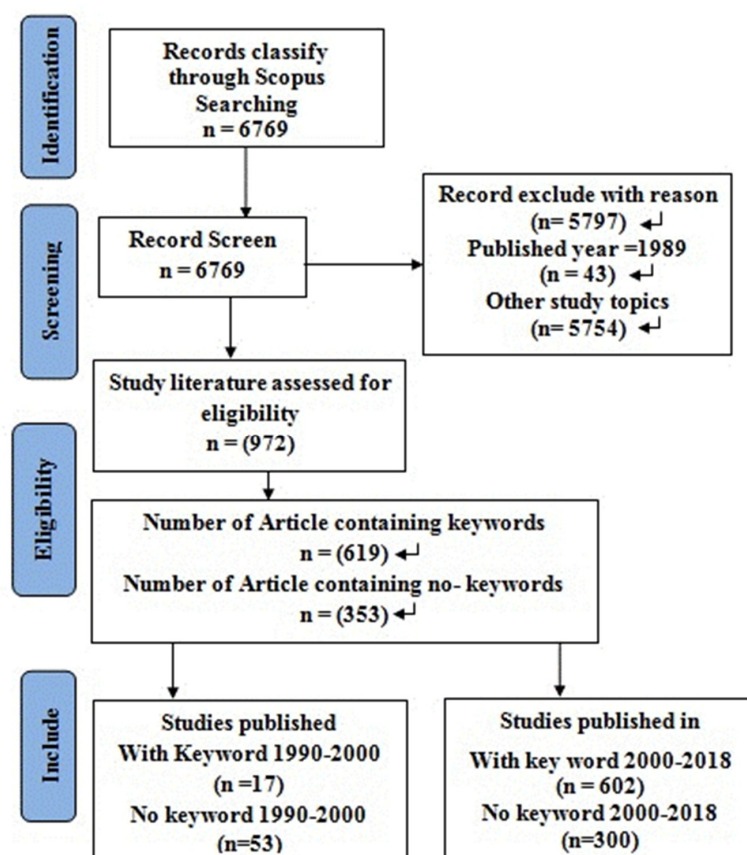 Identification
Records classify
through Scopus
Searching
n = 6769
Screening
Record Screen
n = 6769
Record exclude with reason
(n= 5797)
Published year =1989
(n = 43)
Other study topics
(n= 5754)
Study literature assessed for
eligibility
n = (972)
Eligibility
Number of Article containing keywords
n = (619)
Number of Article containing no- keywords
n = (353)
Include
Studies published
With Keyword 1990-2000
(n =17)
No keyword 1990-2000
(n=53)
Studies published in
With key word 2000-2018
(n = 602)
No keyword 2000-2018
(n=300)